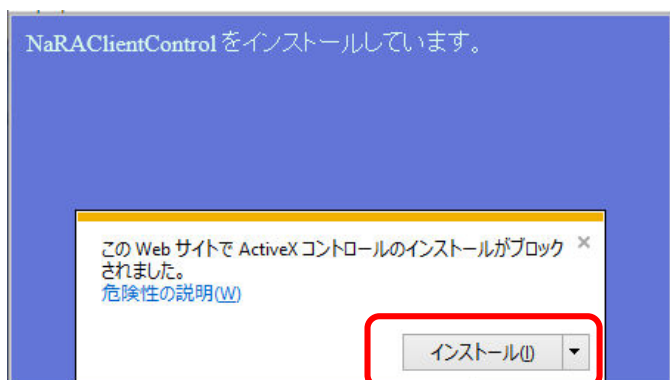 NaRAClientControl をインストールしています。
この Web サイトで ActiveX コントロールのインストールがブロック
されました。
危険性の説明(W)
インストール(I)